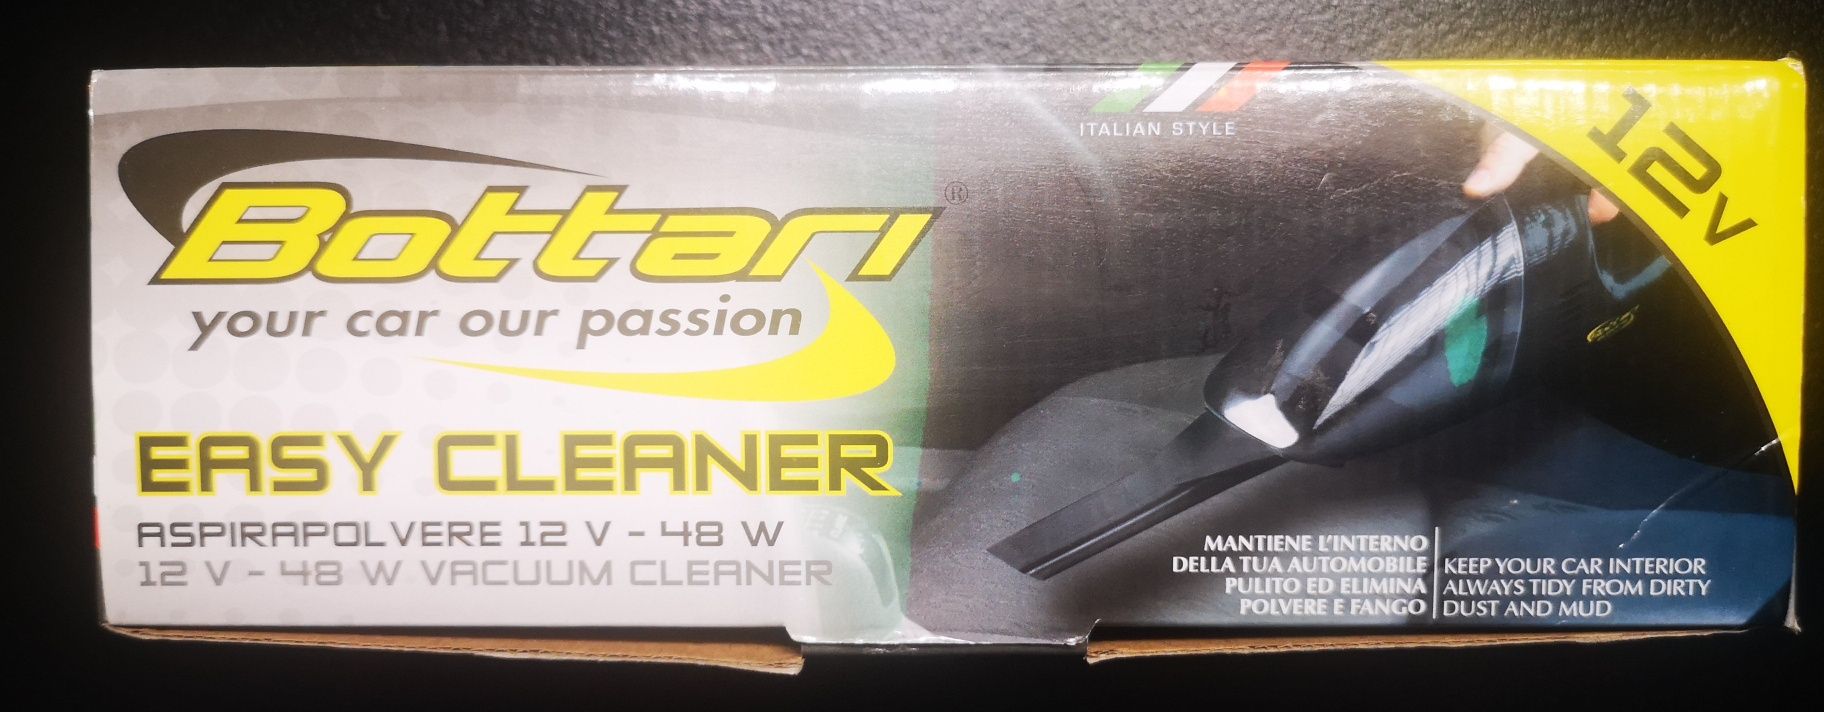 Bottari ®
your car our passion
EASY CLEANER
ASPIRAPOLVERE 12 V - 48 W
12 V - 48 W VACUUM CLEANER
ITALIAN STYLE
12V
MANTIENE L'INTERNO
DELLA TUA AUTOMOBILE
PULITO ED ELIMINA
POLVERE E FANGO
KEEP YOUR CAR INTERIOR
ALWAYS TIDY FROM DIRTY
DUST AND MUD